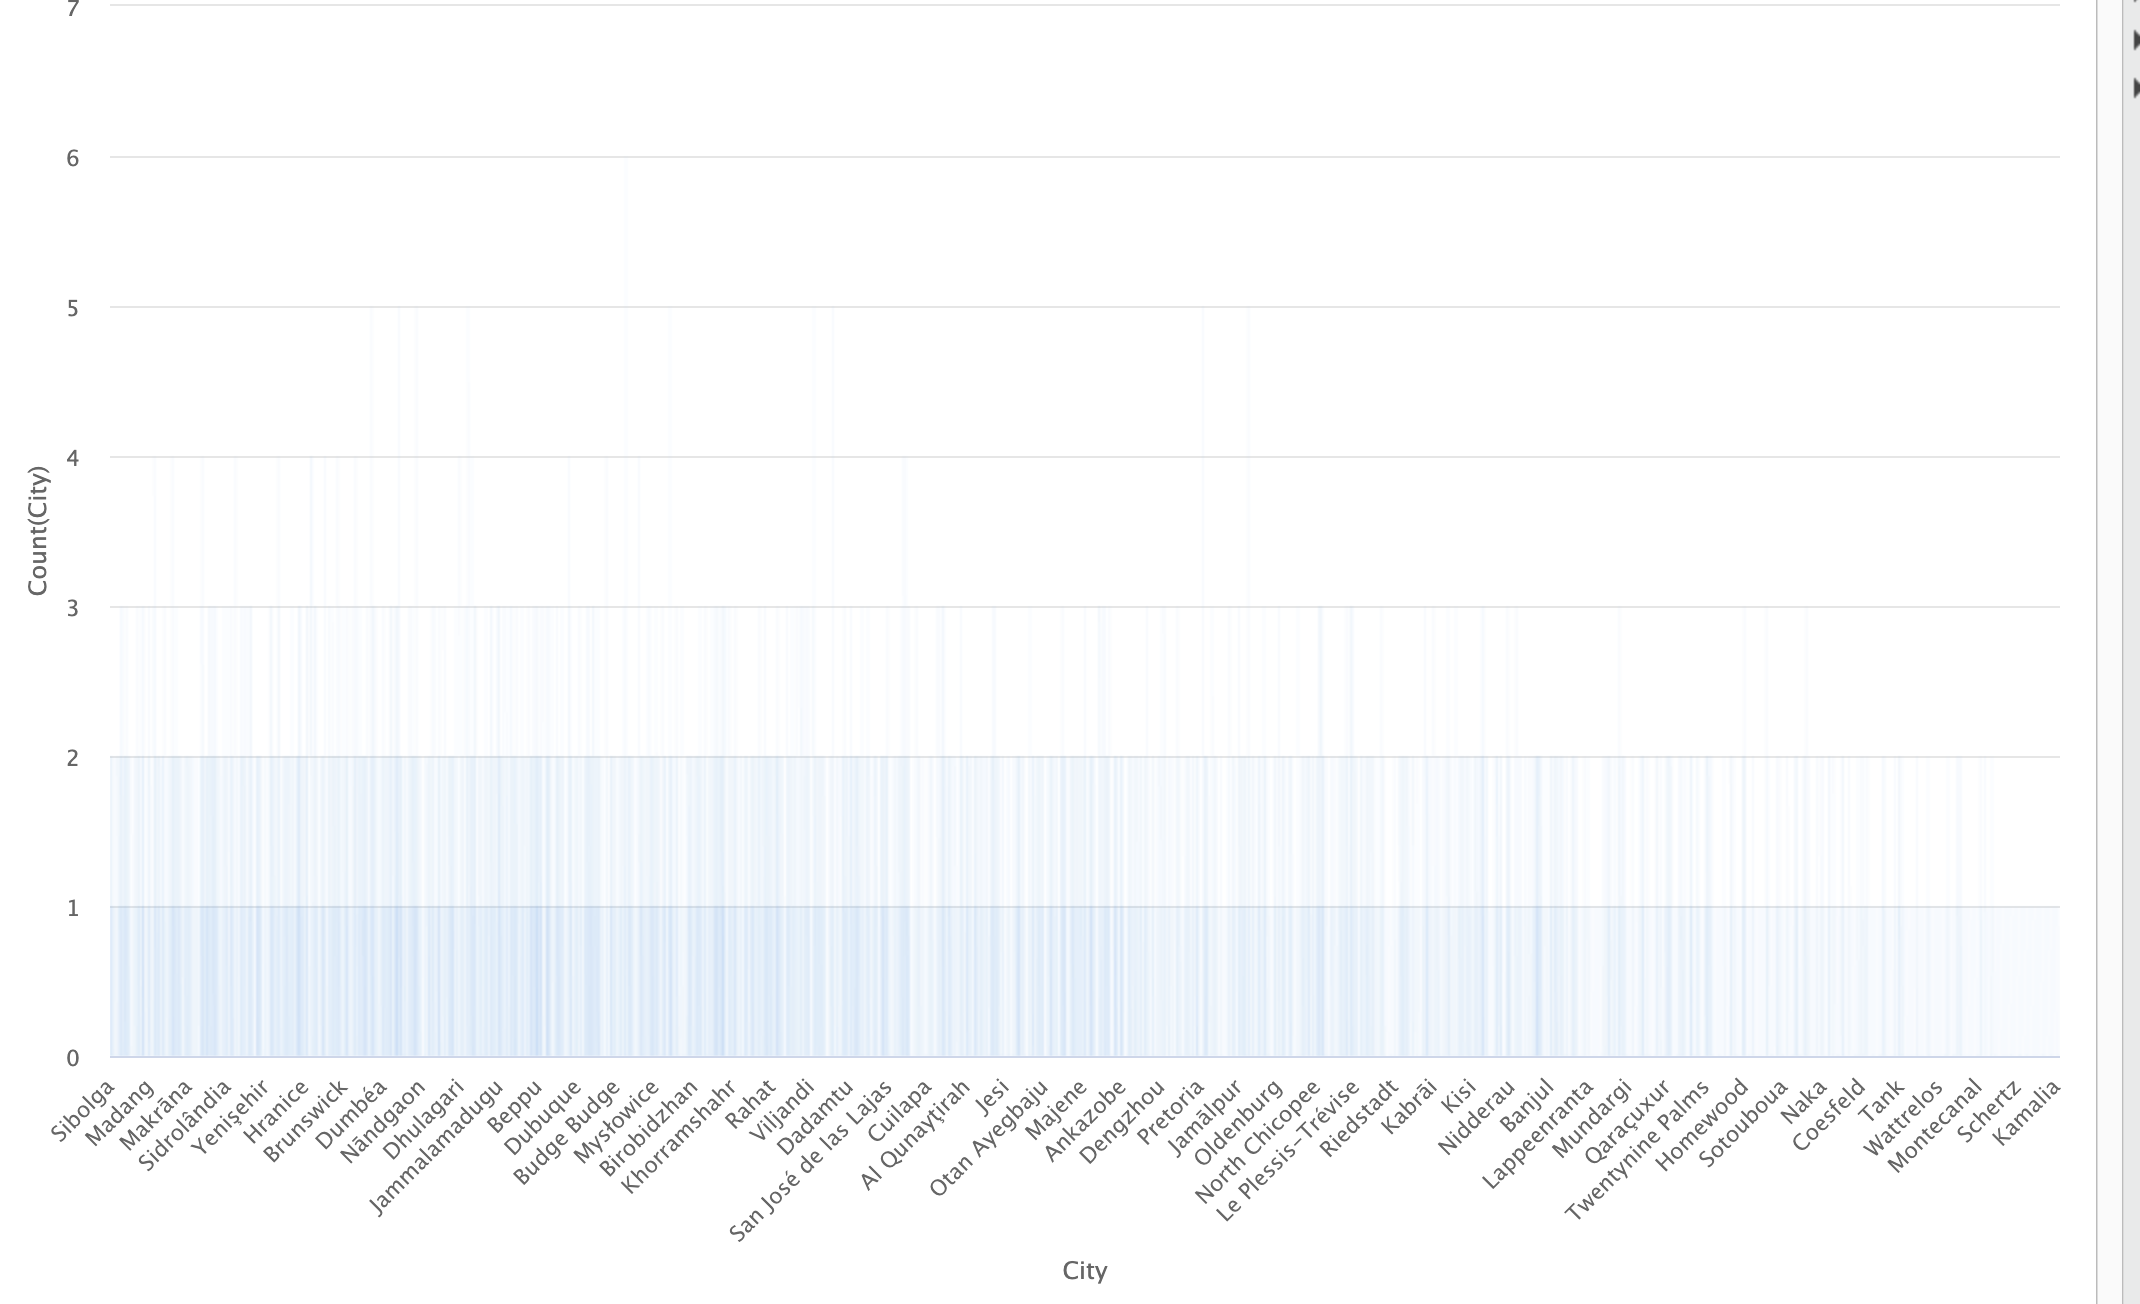 7
6
5
4
3
2
1
0
Count(City)
Sibolga
Madang
Makrāna
Sidrolândia
Yenişehir
Hranice
Brunswick
Dumbéa
Nāndgaon
Dhulagari
Jammalamadugu
Beppu
Dubuque
Budge Budge
Mysłowice
Birobidzhan
Khorramshahr
Rahat
Viljandi
Dadamtu
San José de las Lajas
Cuilapa
Al Qunayţirah
Jesi
Otan Ayegbaju
Majene
Ankazobe
Dengzhou
Pretoria
Jamālpur
Oldenburg
North Chicopee
Le Plessis-Trévise
Riedstadt
Kabrāi
Kisi
Nidderau
Banjul
Lappeenranta
Mundargi
Qaraçuxur
Twentynine Palms
Homewood
Sotouboua
Naka
Coesfeld
Tank
Wattrelos
Montecanal
Schertz
Kamalia
City